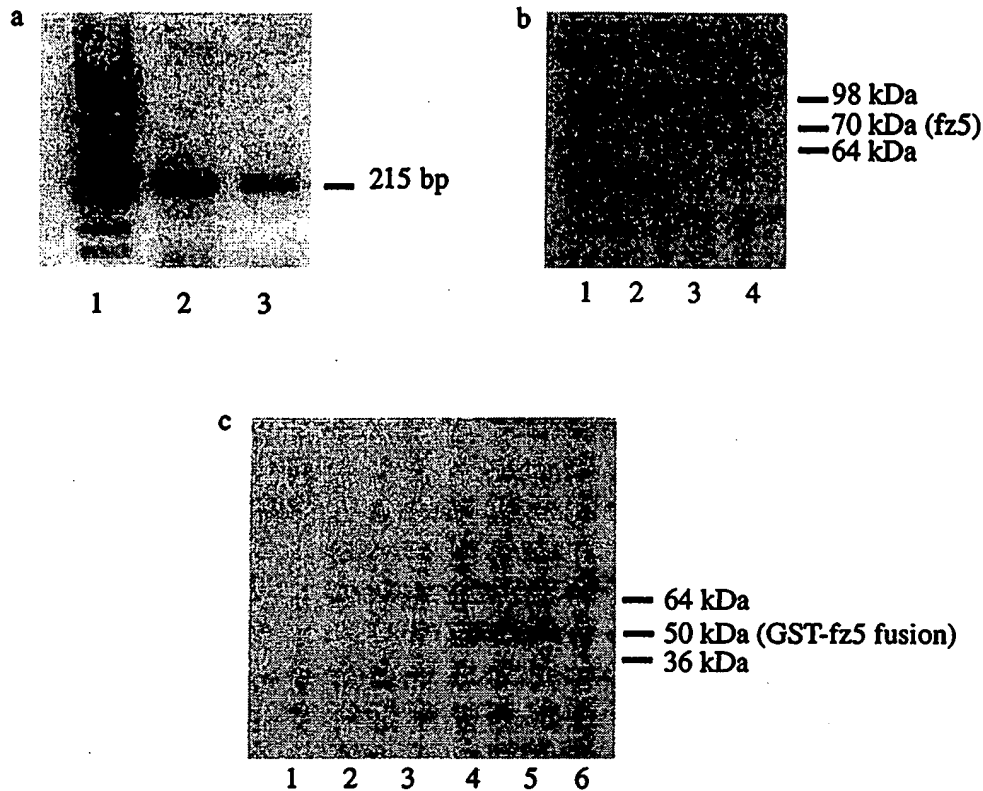 a
b
98 kDa
70 kDa (fz5)
64 kDa
215 bp
1 2 3
1 2 3 4
c
64 kDa
50 kDa (GST-fz5 fusion)
36 kDa
1 2 3 4 5 6